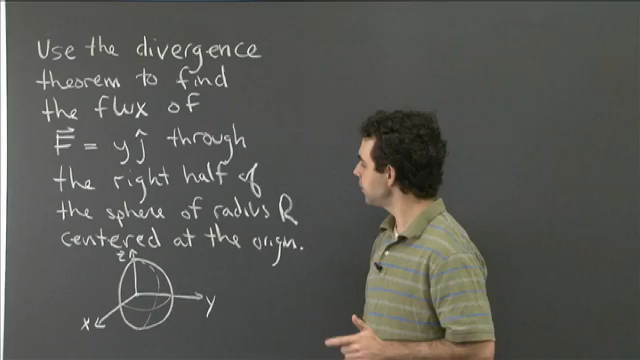 Use the divergence
theorem to find
the flux of
F⃗ = y ĵ through
the right half of
the sphere of radius R
centered at the origin.
z
x
y